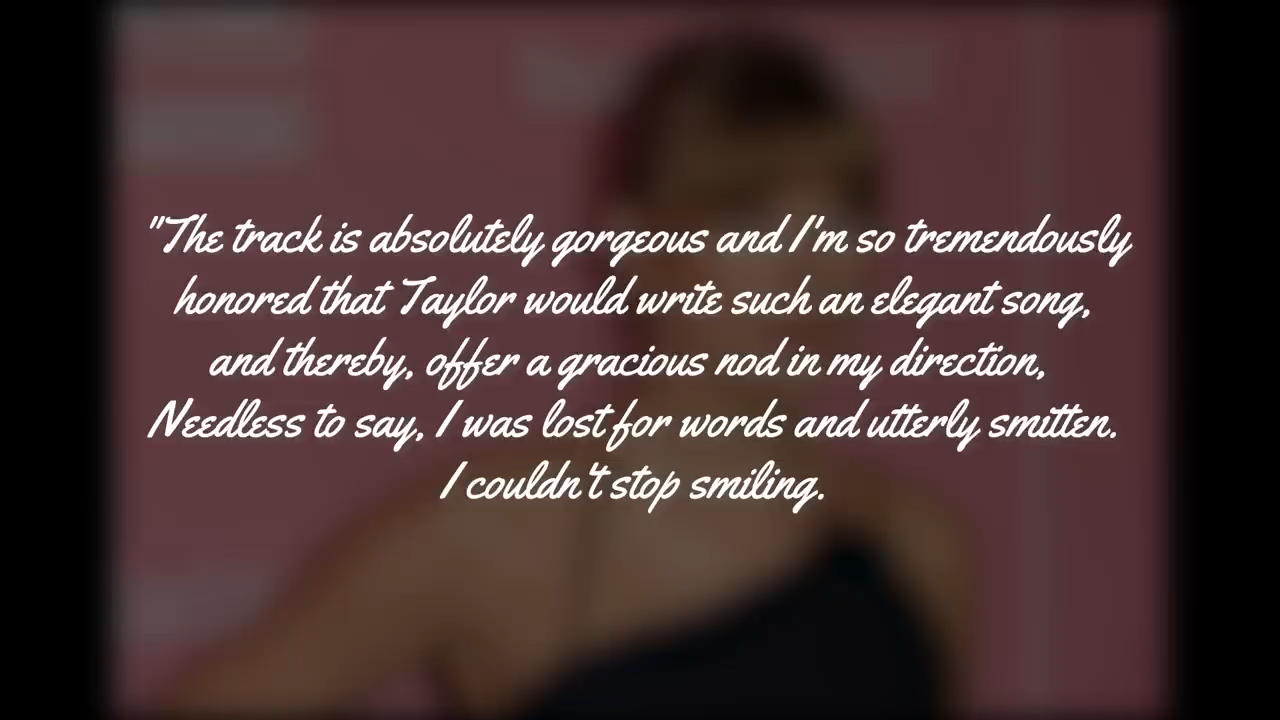 "The track is absolutely gorgeous and I'm so tremendously
honored that Taylor would write such an elegant song,
and thereby, offer a gracious nod in my direction,
Needless to say, I was lost for words and utterly smitten.
I couldn't stop smiling.